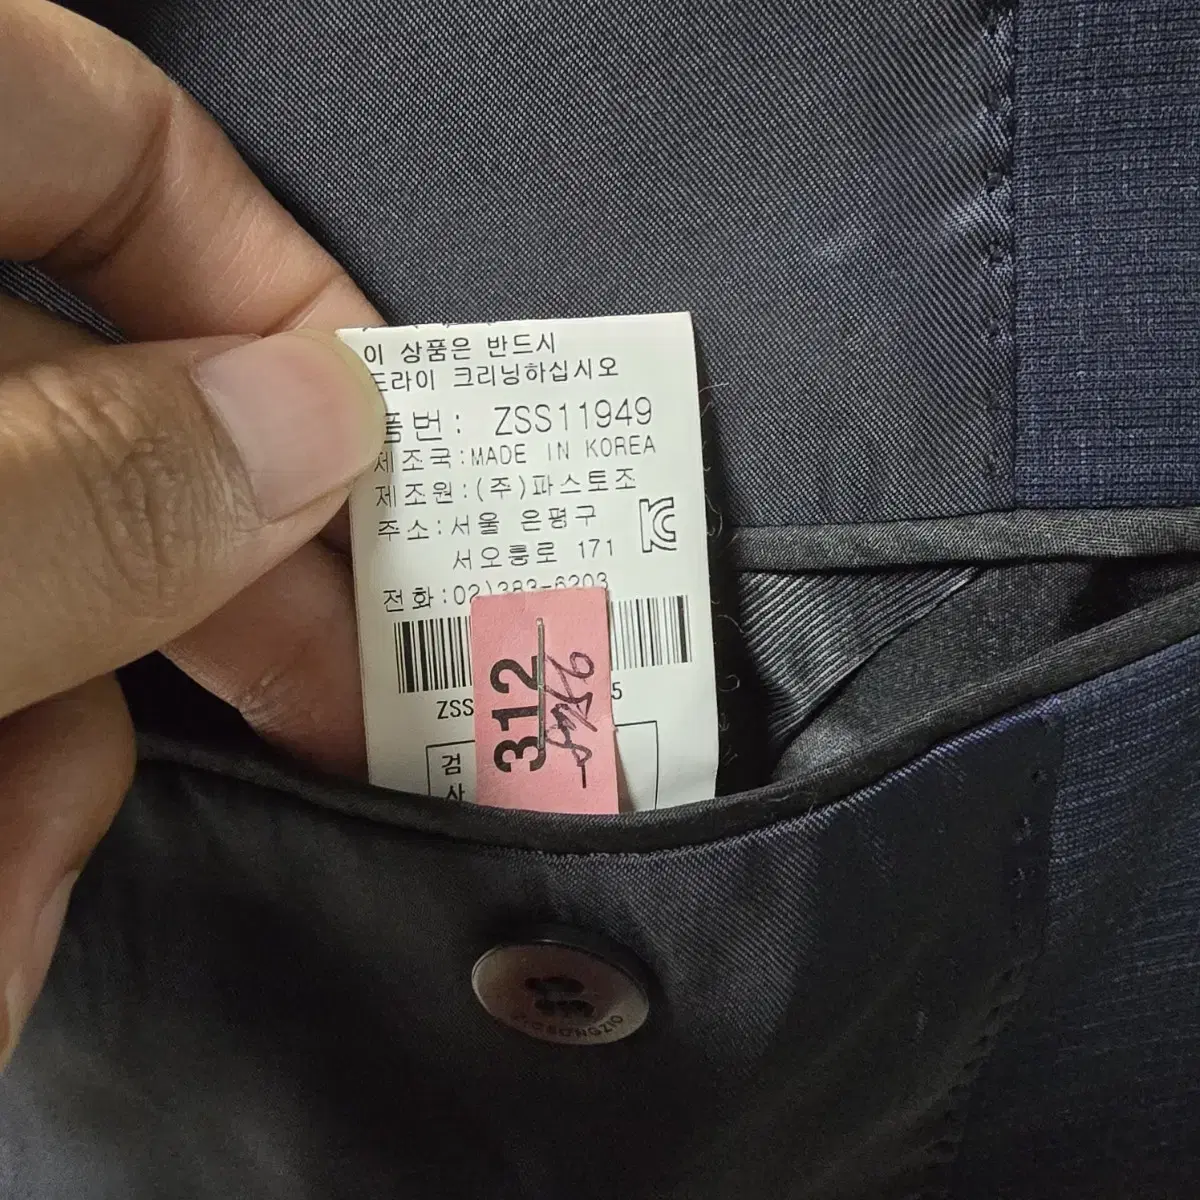 이 상품은 반드시
드라이 크리닝하십시오
품번: ZSS11949
제조국:MADE IN KOREA
제조원:(주)파스토조
주소:서울 은평구
서오릉로 171
전화:02)383-6203
ZSS
5
312
검
사